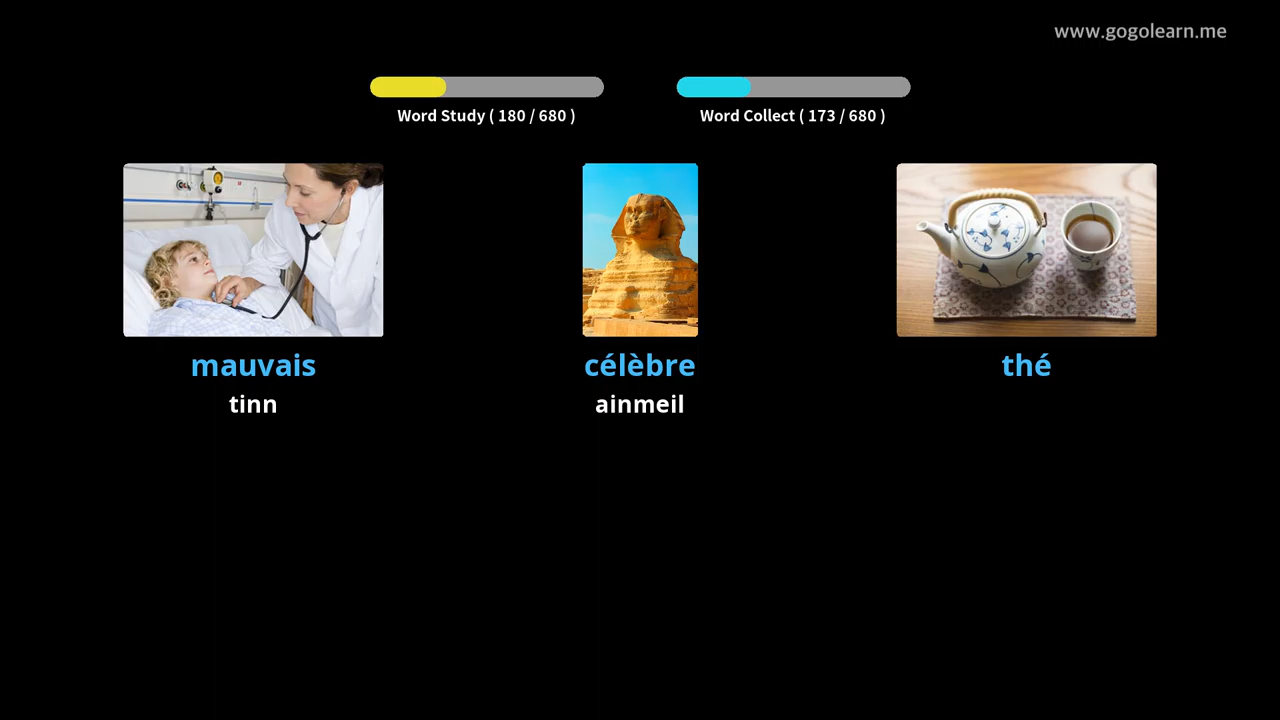 www.gogolearn.me
Word Study ( 180 / 680 )
Word Collect ( 173 / 680 )
mauvais
célèbre
thé
tinn
ainmeil